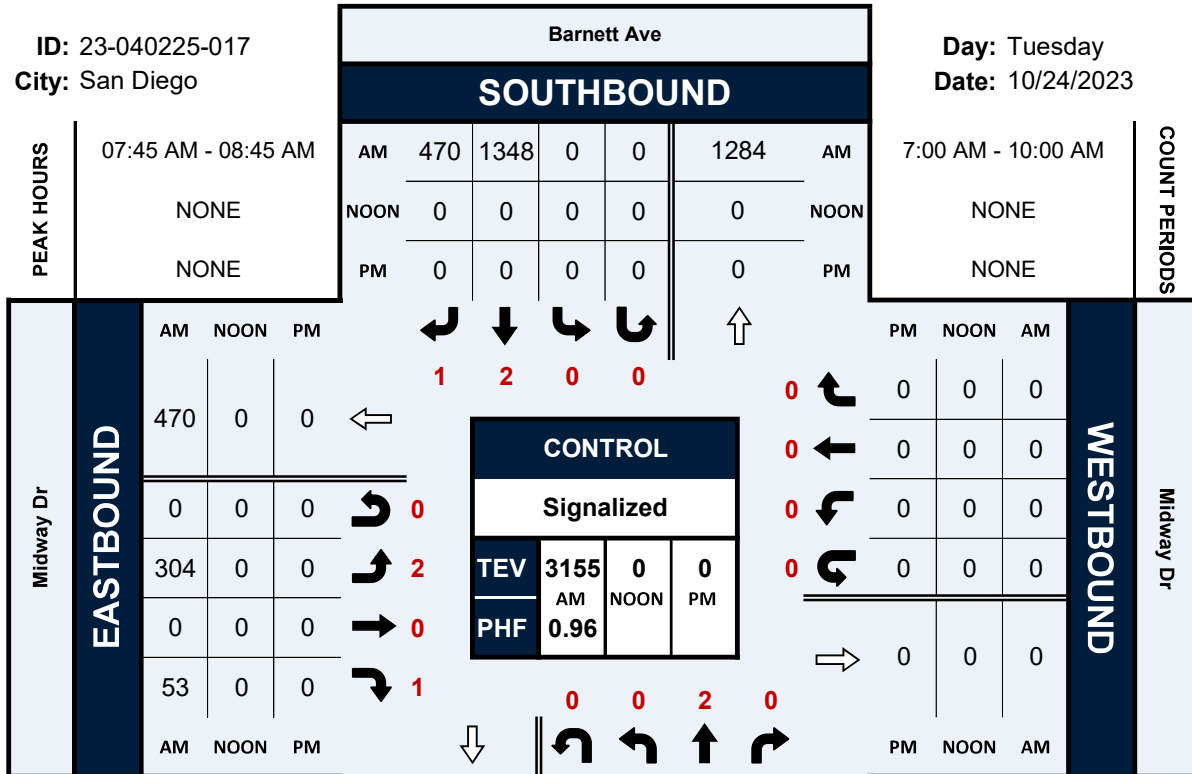 Barnett Ave
ID: 23-040225-017
Day: Tuesday
City: San Diego
Date: 10/24/2023
SOUTHBOUND
PEAK HOURS
07:45 AM - 08:45 AM
AM 470 1348 0 0 1284 AM
7:00 AM - 10:00 AM
COUNT PERIODS
NONE
NOON 0 0 0 0 0 NOON
NONE
NONE
PM 0 0 0 0 0 PM
NONE
AM NOON PM
PM NOON AM
1 2 0 0
Midway Dr
EASTBOUND
470 0 0
0 0 0 0
0 304 0 0 2
0 0 0 0
53 0 0 1
AM NOON PM
CONTROL
Signalized
TEV 3155 0 0
AM NOON PM
PHF 0.96
0 0 0 0
0 0 0 0
0 0 0 0
0 0 0 0
0 0 0
WESTBOUND
Midway Dr
0 0 2 0
PM NOON AM